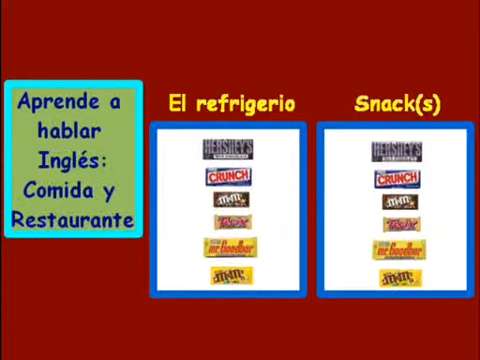 Aprende a
hablar
Inglés:
Comida y
Restaurante
El refrigerio
Snack(s)
HERSHEY'S
CRUNCH
m&m's
Twix
mr.Goodbar
m&m's
HERSHEY'S
CRUNCH
m&m's
Twix
mr.Goodbar
m&m's